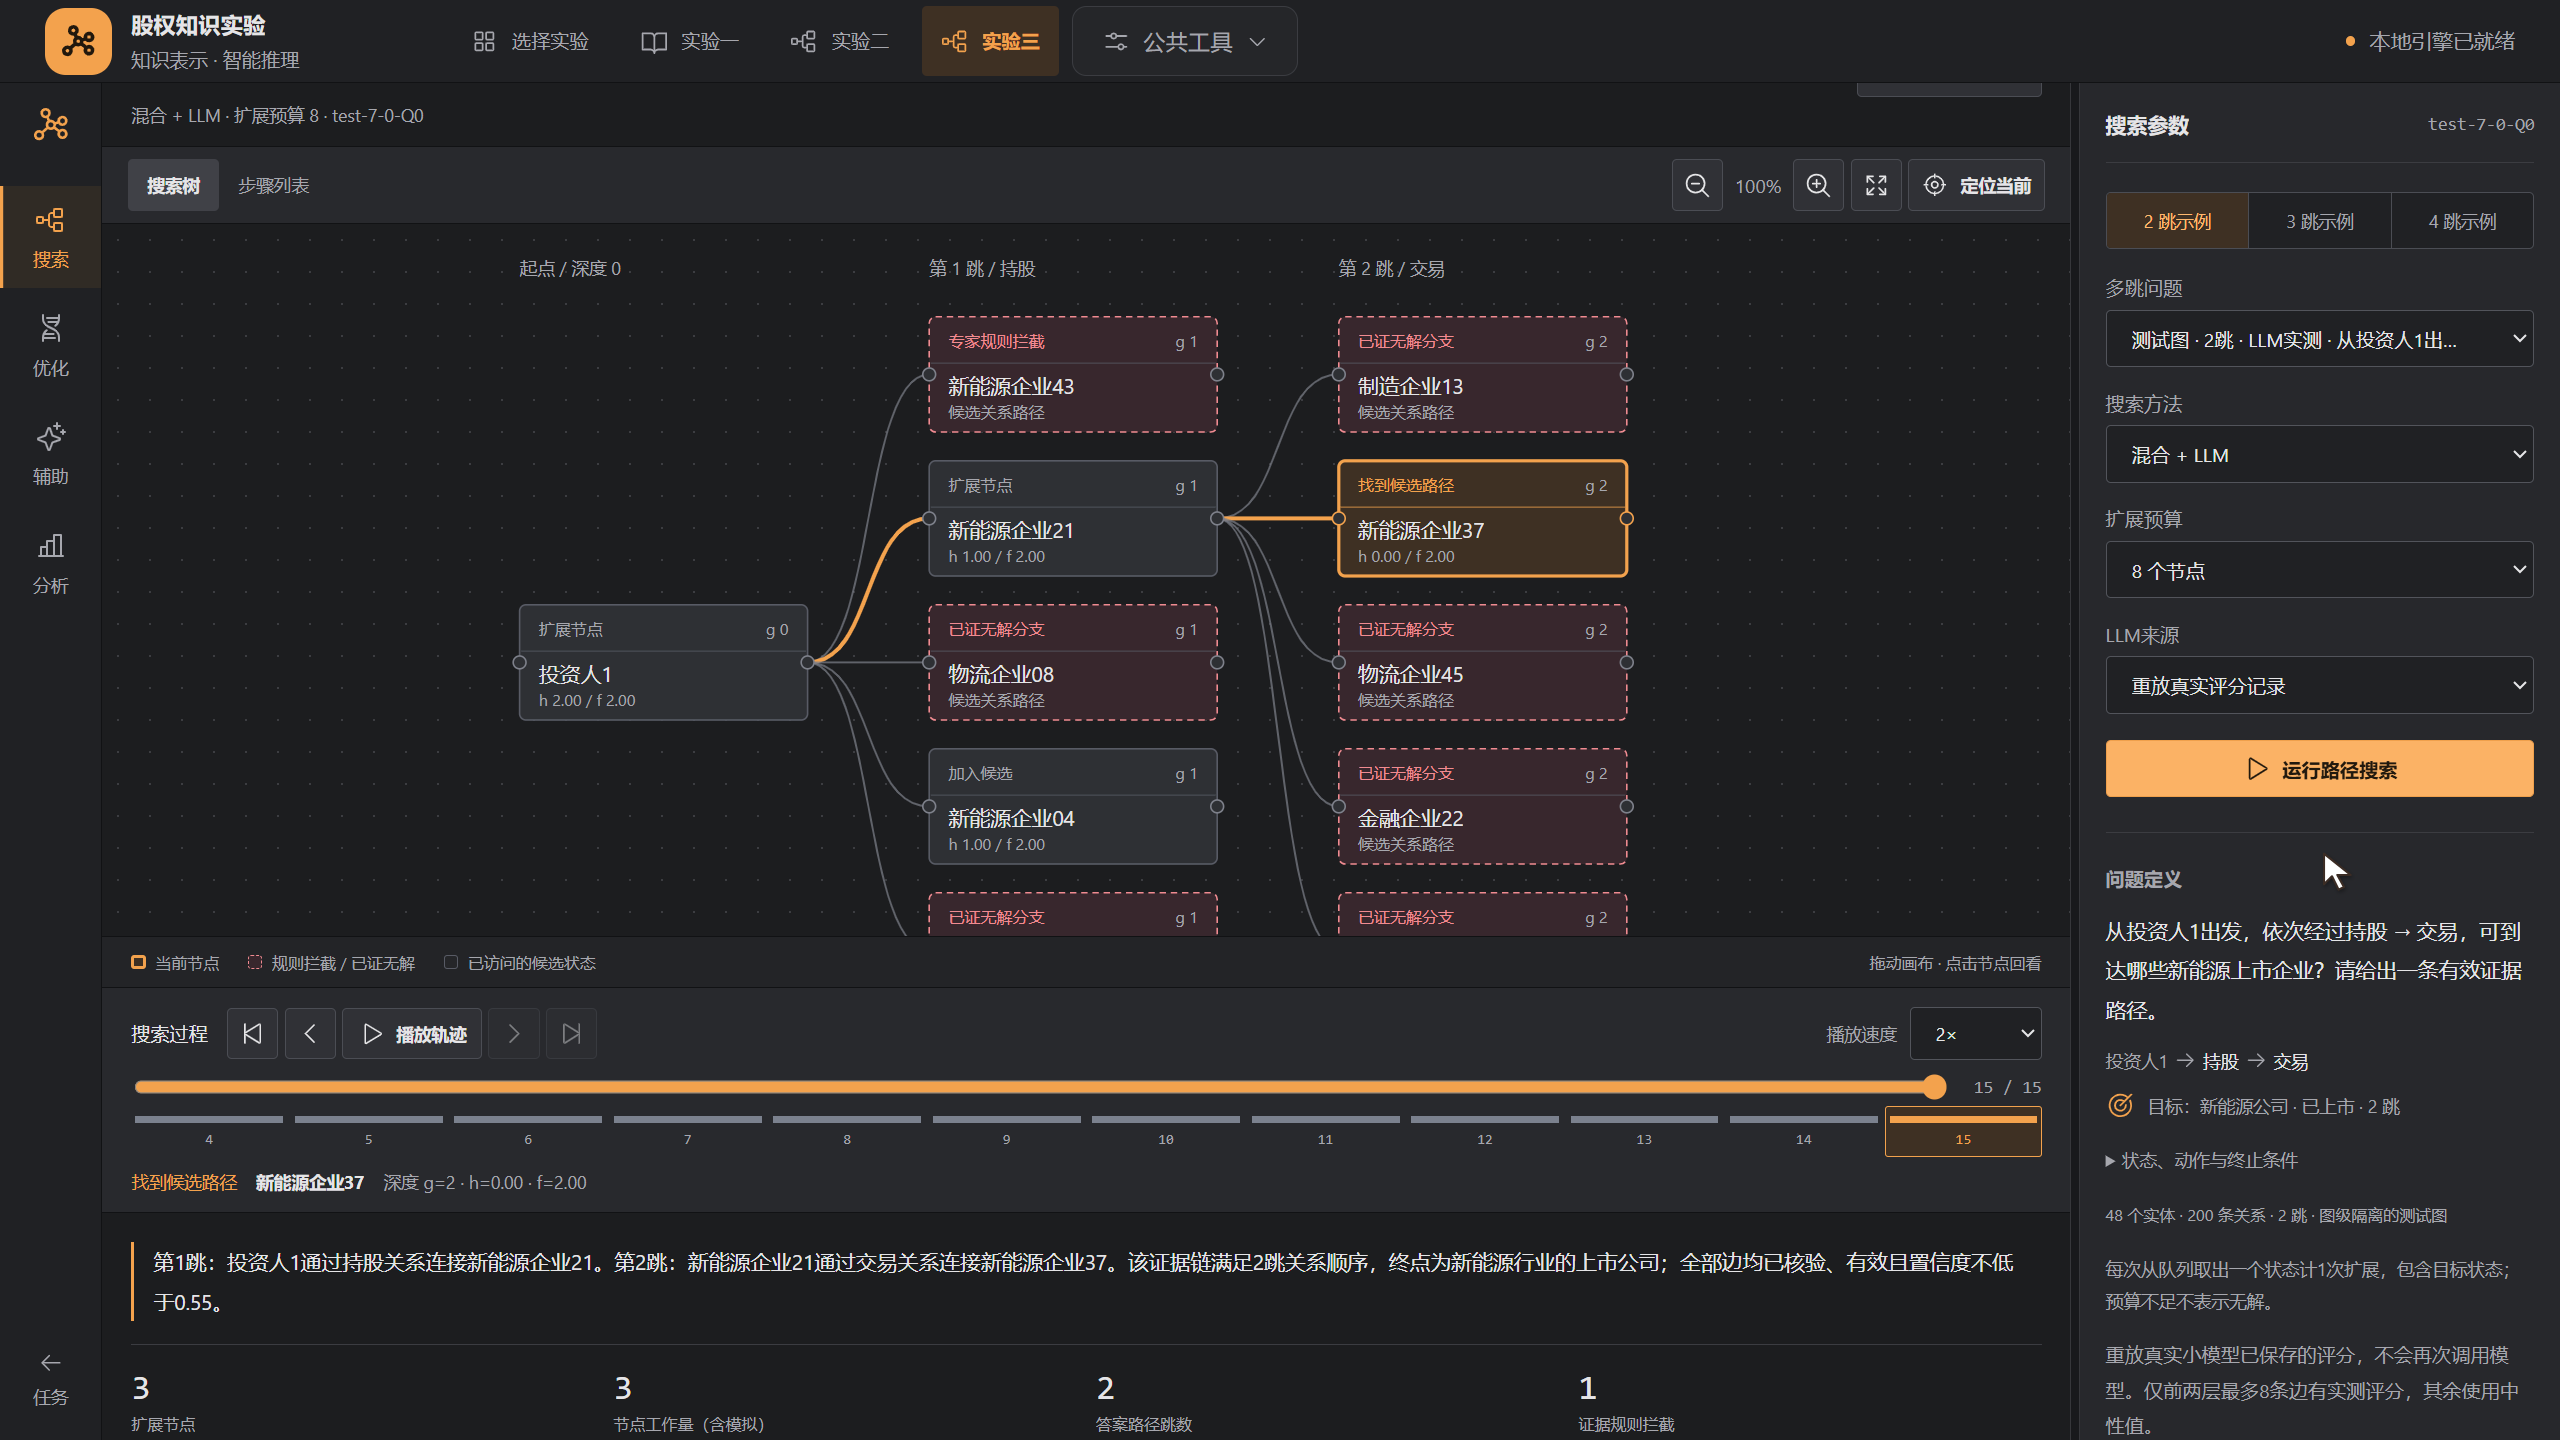 股权知识实验
知识表示 · 智能推理
选择实验
实验一
实验二
实验三
公共工具
本地引擎已就绪
搜索
优化
辅助
分析
任务
混合 + LLM · 扩展预算 8 · test-7-0-Q0
搜索树
步骤列表
100%
定位当前
起点 / 深度 0
第 1 跳 / 持股
第 2 跳 / 交易
扩展节点 g 0
投资人1
h 2.00 / f 2.00
专家规则拦截 g 1
新能源企业43
候选关系路径
扩展节点 g 1
新能源企业21
h 1.00 / f 2.00
已证无解分支 g 1
物流企业08
候选关系路径
加入候选 g 1
新能源企业04
h 1.00 / f 2.00
已证无解分支 g 1
已证无解分支 g 2
制造企业13
候选关系路径
找到候选路径 g 2
新能源企业37
h 0.00 / f 2.00
已证无解分支 g 2
物流企业45
候选关系路径
已证无解分支 g 2
金融企业22
候选关系路径
已证无解分支 g 2
当前节点
规则拦截 / 已证无解
已访问的候选状态
拖动画布 · 点击节点回看
搜索过程
播放轨迹
播放速度
2×
15 / 15
4 5 6 7 8 9 10 11 12 13 14 15
找到候选路径 新能源企业37 深度 g=2 · h=0.00 · f=2.00
第1跳：投资人1通过持股关系连接新能源企业21。第2跳：新能源企业21通过交易关系连接新能源企业37。该证据链满足2跳关系顺序，终点为新能源行业的上市公司；全部边均已核验、有效且置信度不低
于0.55。
3
扩展节点
3
节点工作量（含模拟）
2
答案路径跳数
1
证据规则拦截
搜索参数
test-7-0-Q0
2 跳示例
3 跳示例
4 跳示例
多跳问题
测试图 · 2跳 · LLM实测 · 从投资人1出...
搜索方法
混合 + LLM
扩展预算
8 个节点
LLM来源
重放真实评分记录
运行路径搜索
问题定义
从投资人1出发，依次经过持股 → 交易，可到
达哪些新能源上市企业？请给出一条有效证据
路径。
投资人1 → 持股 → 交易
目标：新能源公司 · 已上市 · 2 跳
状态、动作与终止条件
48 个实体 · 200 条关系 · 2 跳 · 图级隔离的测试图
每次从队列取出一个状态计1次扩展，包含目标状态；
预算不足不表示无解。
重放真实小模型已保存的评分，不会再次调用模
型。仅前两层最多8条边有实测评分，其余使用中
性值。